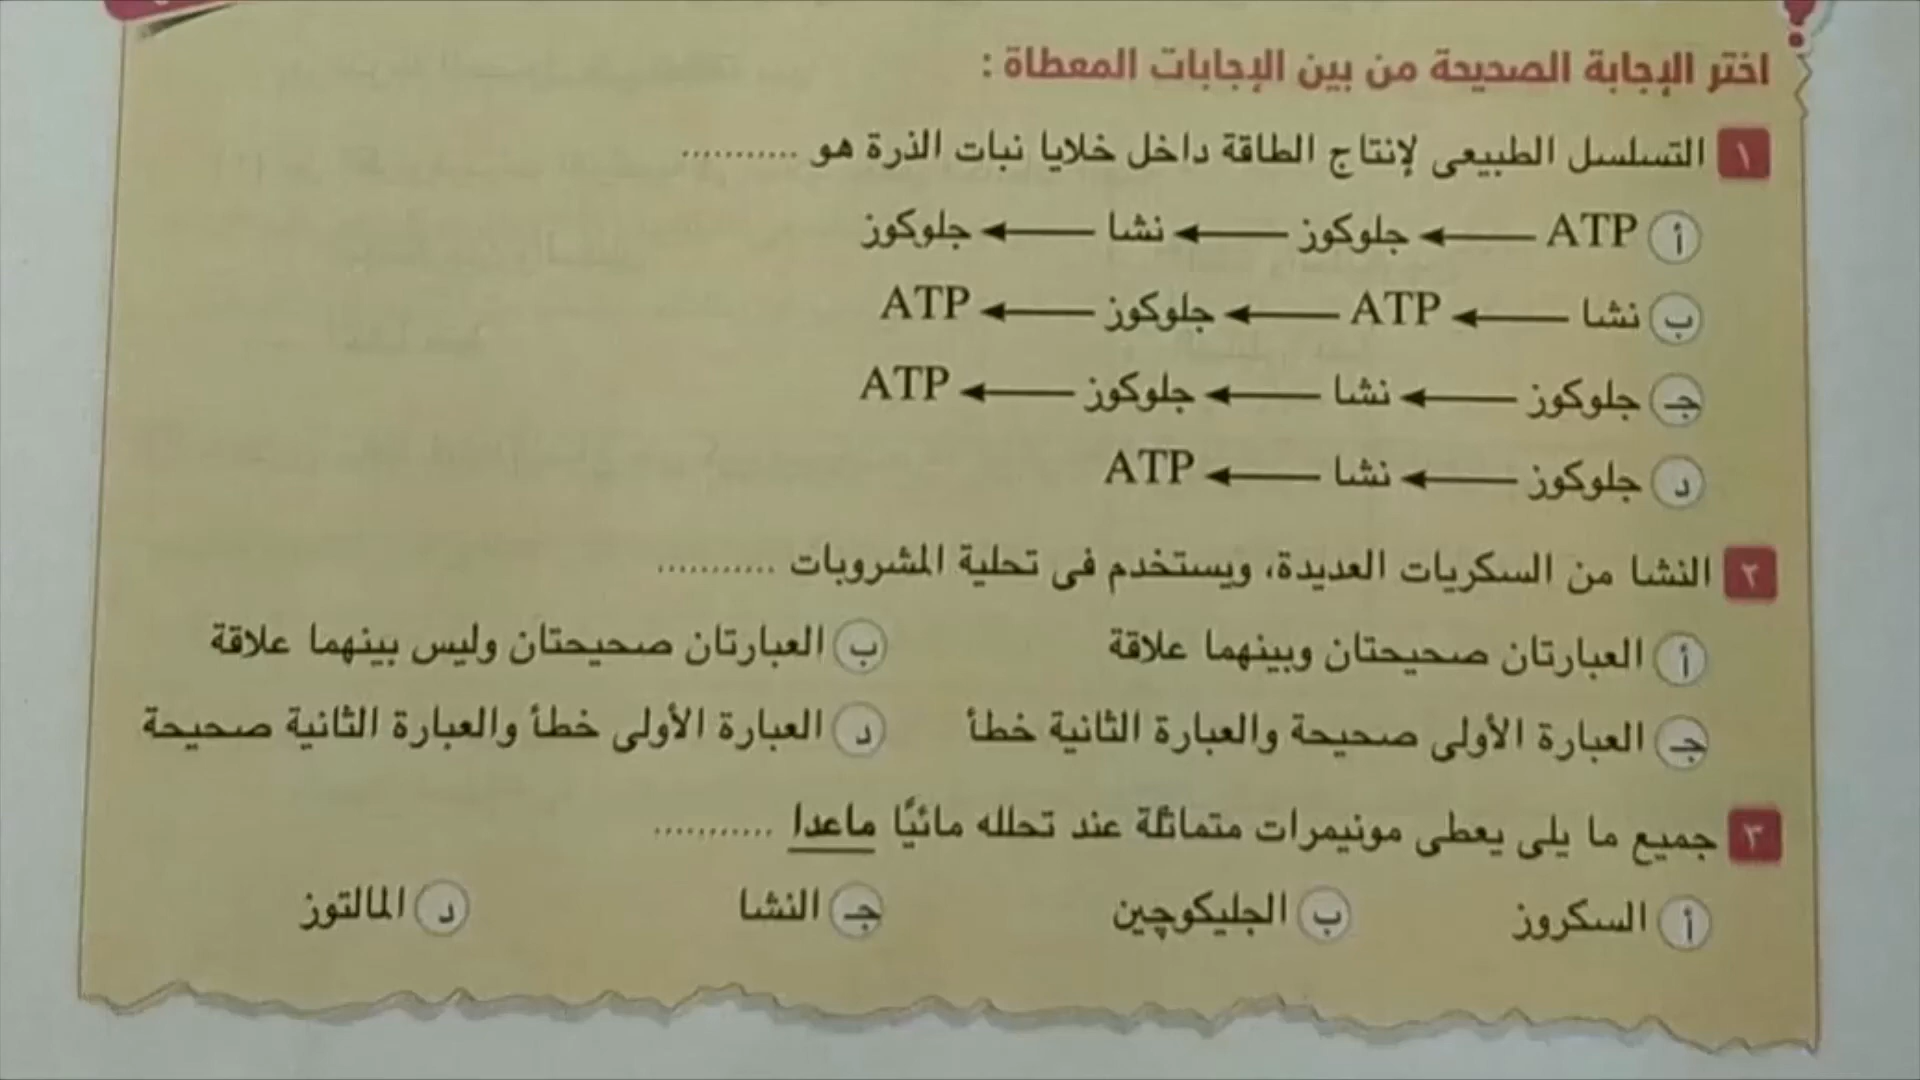 اختر الإجابة الصحيحة من بين الإجابات المعطاة :
١ التسلسل الطبيعى لإنتاج الطاقة داخل خلايا نبات الذرة هو ...........
أ ATP ← جلوكوز ← نشا ← جلوكوز
ب نشا ← ATP ← جلوكوز ← ATP
جـ جلوكوز ← نشا ← جلوكوز ← ATP
د جلوكوز ← نشا ← ATP
٢ النشا من السكريات العديدة، ويستخدم فى تحلية المشروبات ...........
أ العبارتان صحيحتان وبينهما علاقة ب العبارتان صحيحتان وليس بينهما علاقة
جـ العبارة الأولى صحيحة والعبارة الثانية خطأ د العبارة الأولى خطأ والعبارة الثانية صحيحة
٣ جميع ما يلى يعطى مونيمرات متماثلة عند تحلله مائيًا ماعدا ...........
أ السكروز ب الجليكوچين جـ النشا د المالتوز